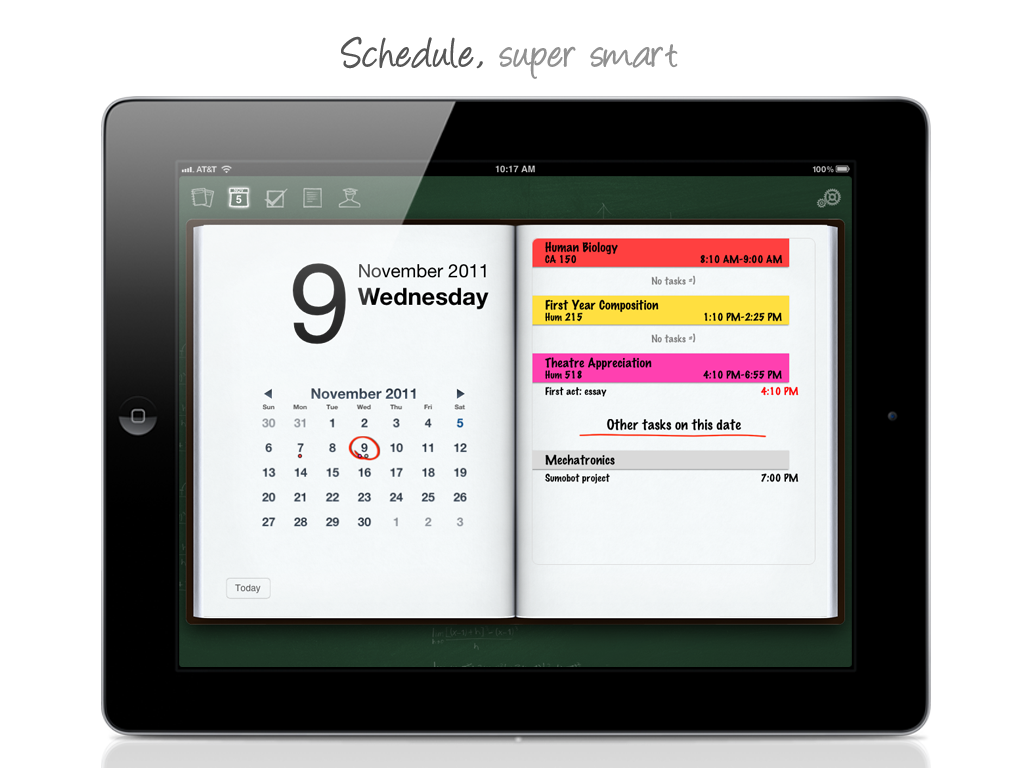 Schedule, super smart
AT&T 10:17 AM 100%
5
9
November 2011
Wednesday
November 2011
Sun Mon Tue Wed Thu Fri Sat
30 31 1 2 3 4 5
6 7 8 9 10 11 12
13 14 15 16 17 18 19
20 21 22 23 24 25 26
27 28 29 30 1 2 3
Today
Human Biology
CA 150 8:10 AM-9:00 AM
No tasks =)
First Year Composition
Hum 215 1:10 PM-2:25 PM
No tasks =)
Theatre Appreciation
Hum 518 4:10 PM-6:55 PM
First act: essay 4:10 PM
Other tasks on this date
Mechatronics
Sumobot project 7:00 PM